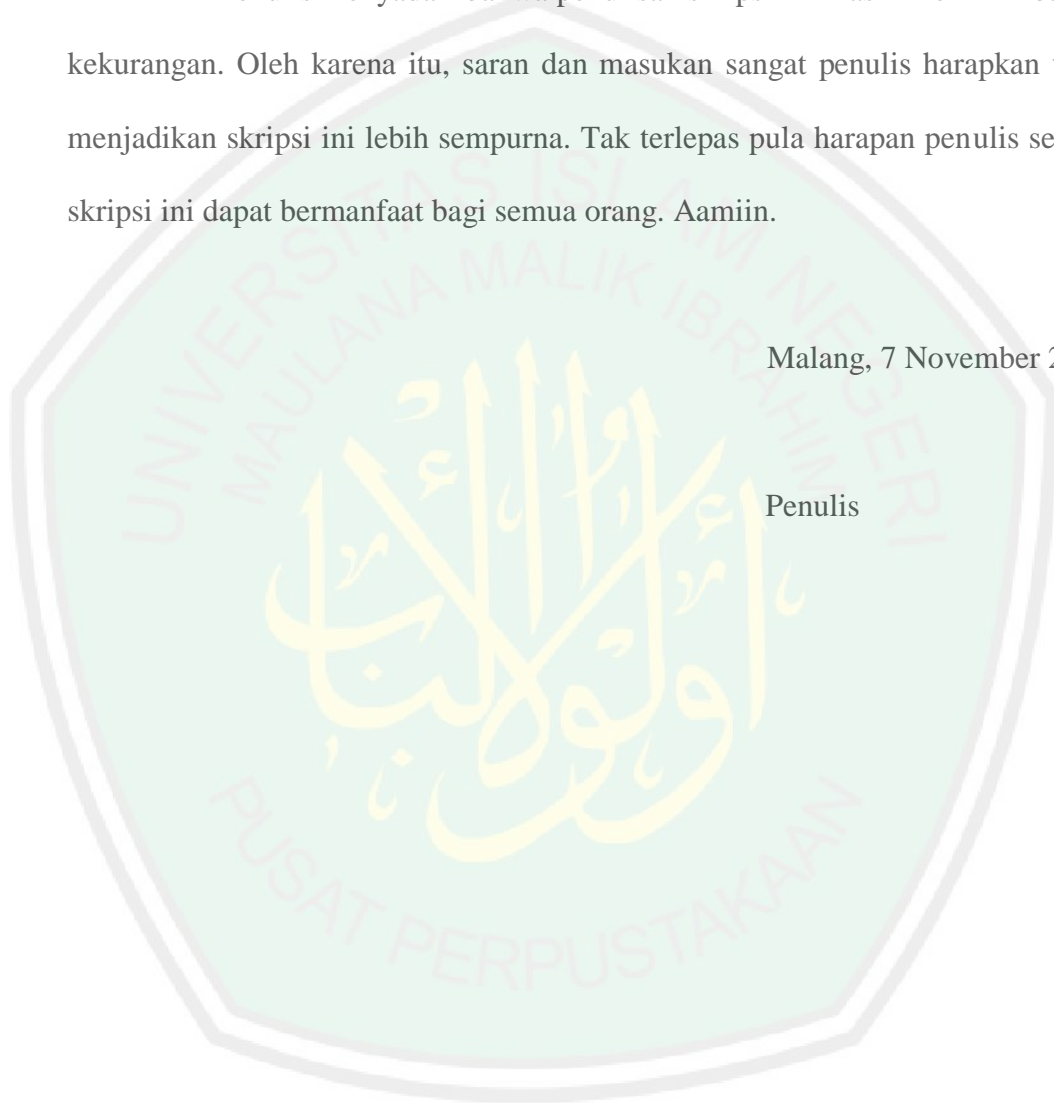 kekurangan. Oleh karena itu, saran dan masukan sangat penulis harapkan
menjadikan skripsi ini lebih sempurna. Tak terlepas pula harapan penulis
skripsi ini dapat bermanfaat bagi semua orang. Aamiin.
UNIVERSITAS ISLAM NEGERI
MAULANA MALIK IBRAHIM
Malang, 7 November
Penulis
أولوا الألباب
PUSAT PERPUSTAKAAN